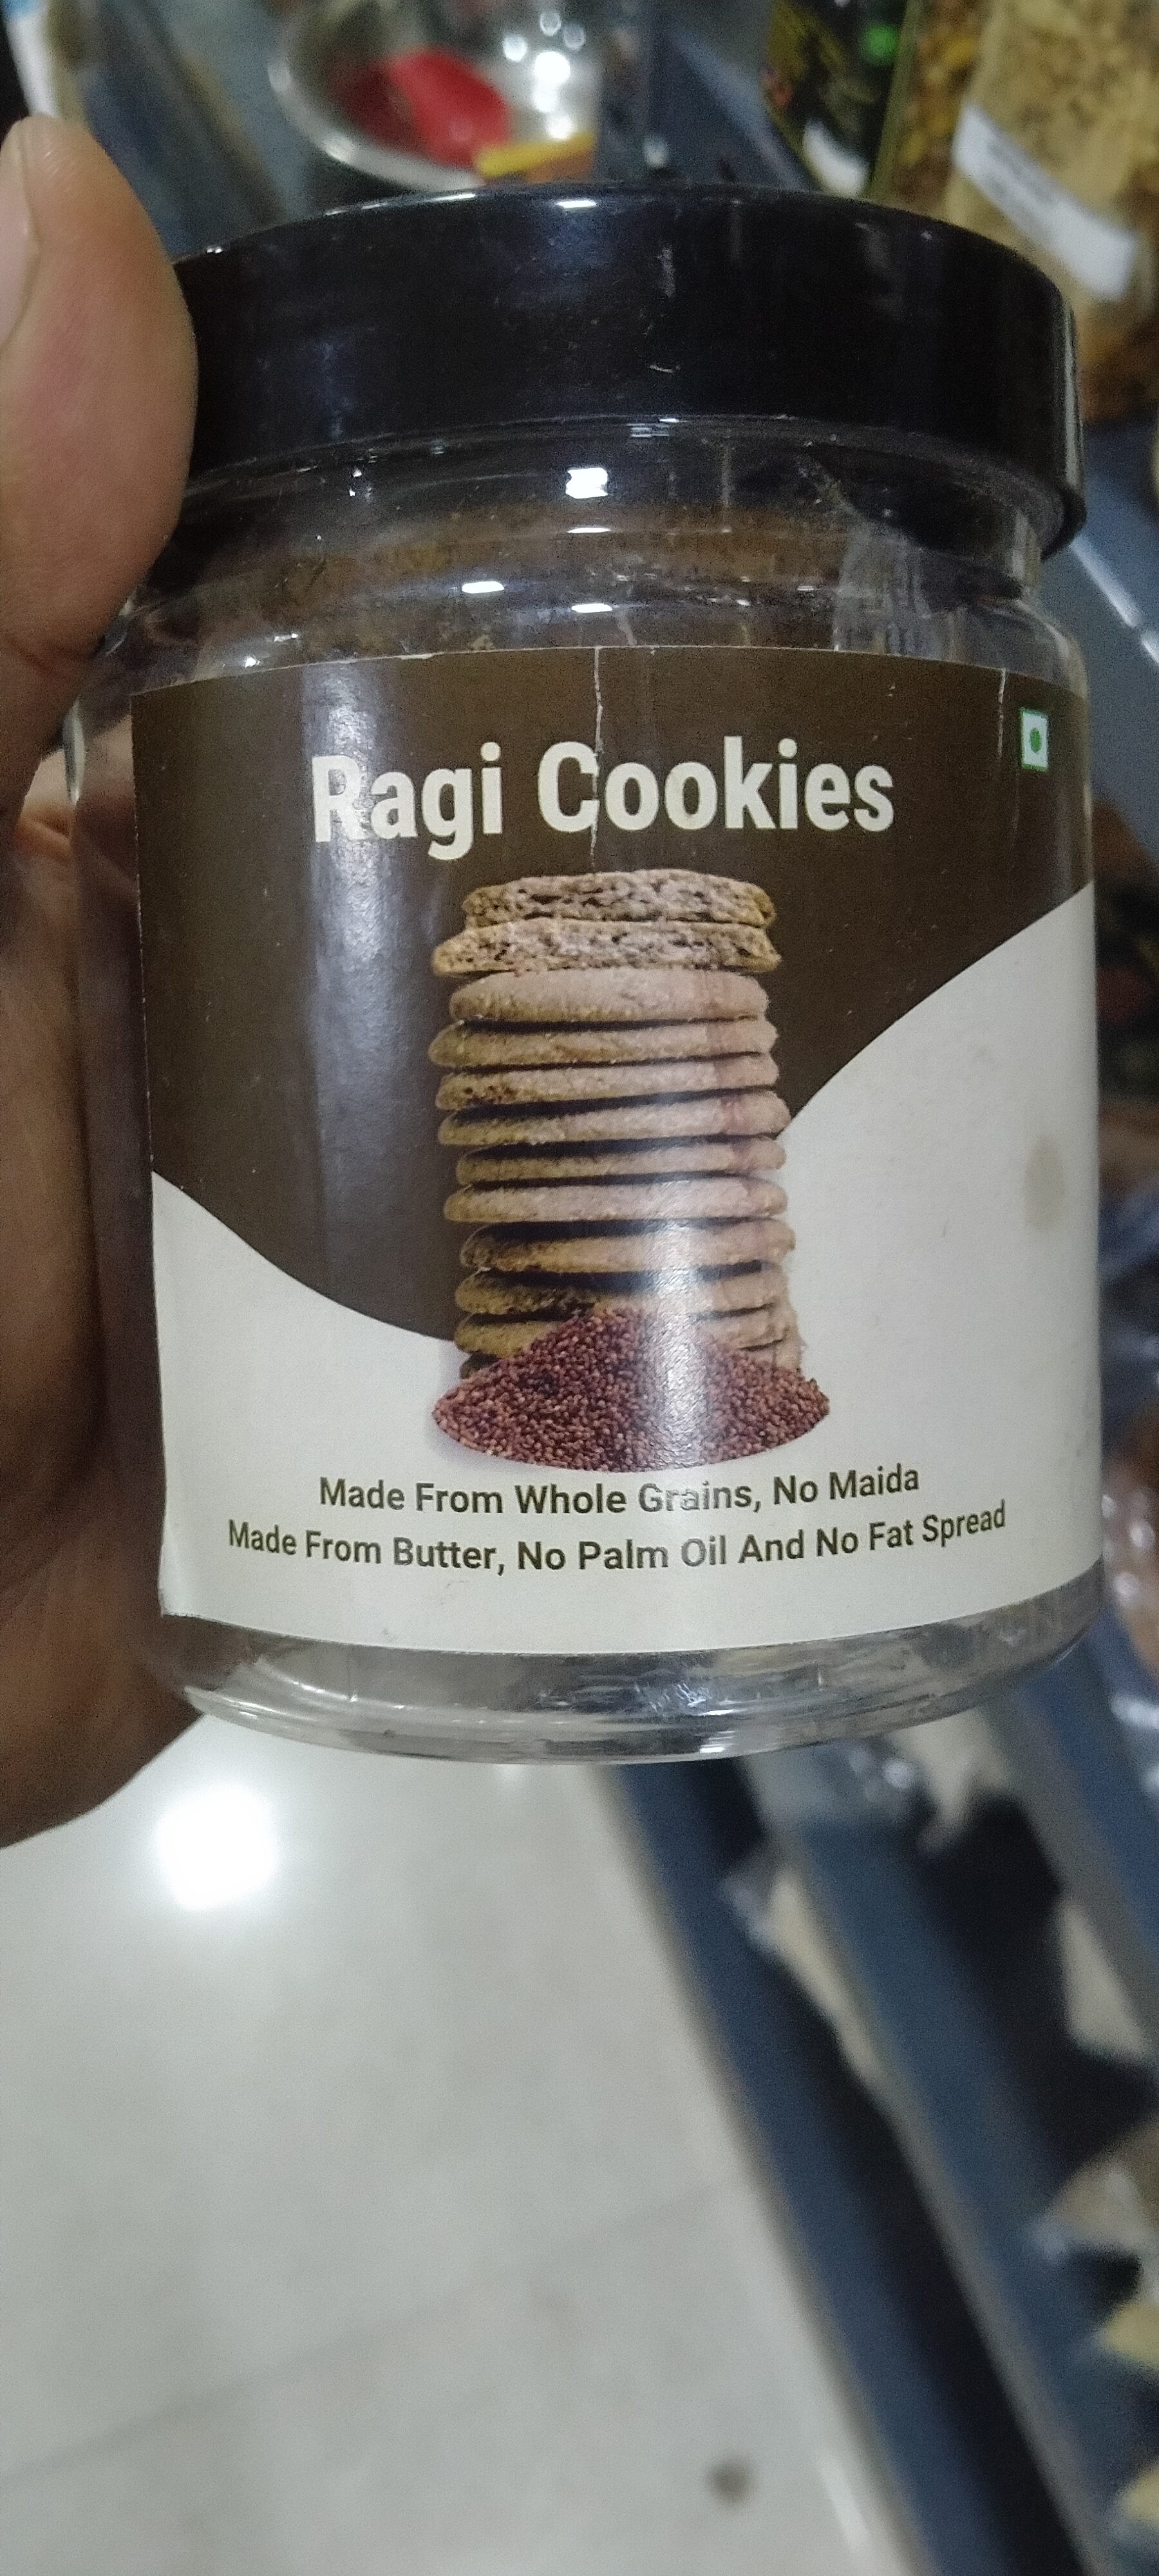 Ragi Cookies
Made From Whole Grains, No Maida
Made From Butter, No Palm Oil And No Fat Spread